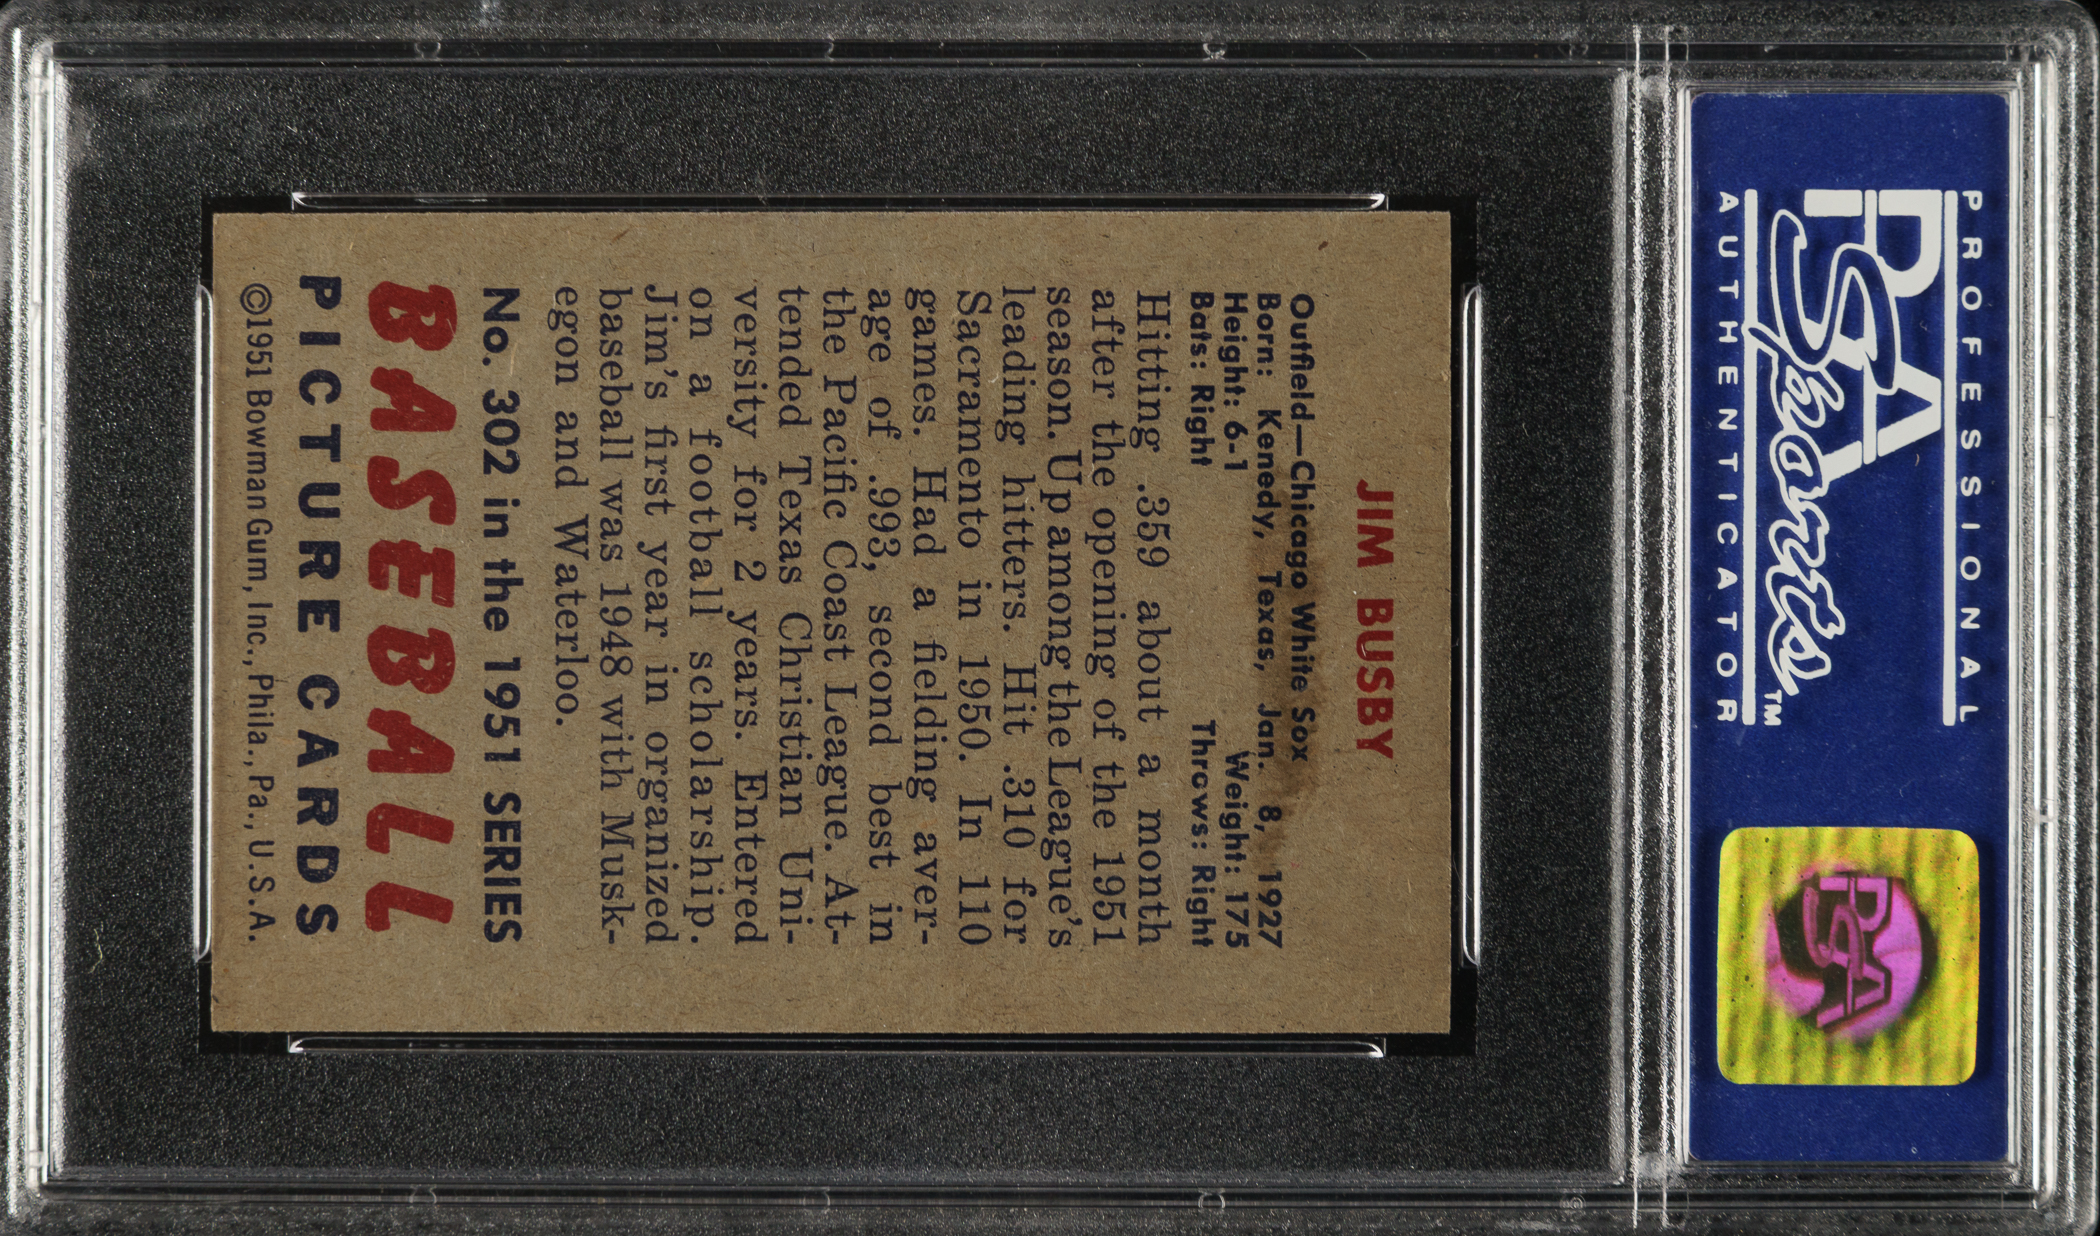 PROFESSIONAL
PSA
Sports™
AUTHENTICATOR
PSA
JIM BUSBY
Outfield—Chicago White Sox
Born: Kenedy, Texas, Jan. 8, 1927
Height: 6-1 Weight: 175
Bats: Right Throws: Right
Hitting .359 about a month
after the opening of the 1951
season. Up among the League's
leading hitters. Hit .310 for
Sacramento in 1950. In 110
games. Had a fielding aver-
age of .993, second best in
the Pacific Coast League. At-
tended Texas Christian Uni-
versity for 2 years. Entered
on a football scholarship.
Jim's first year in organized
baseball was 1948 with Musk-
egon and Waterloo.
No. 302 in the 1951 SERIES
BASEBALL
PICTURE CARDS
©1951 Bowman Gum, Inc., Phila., Pa., U.S.A.